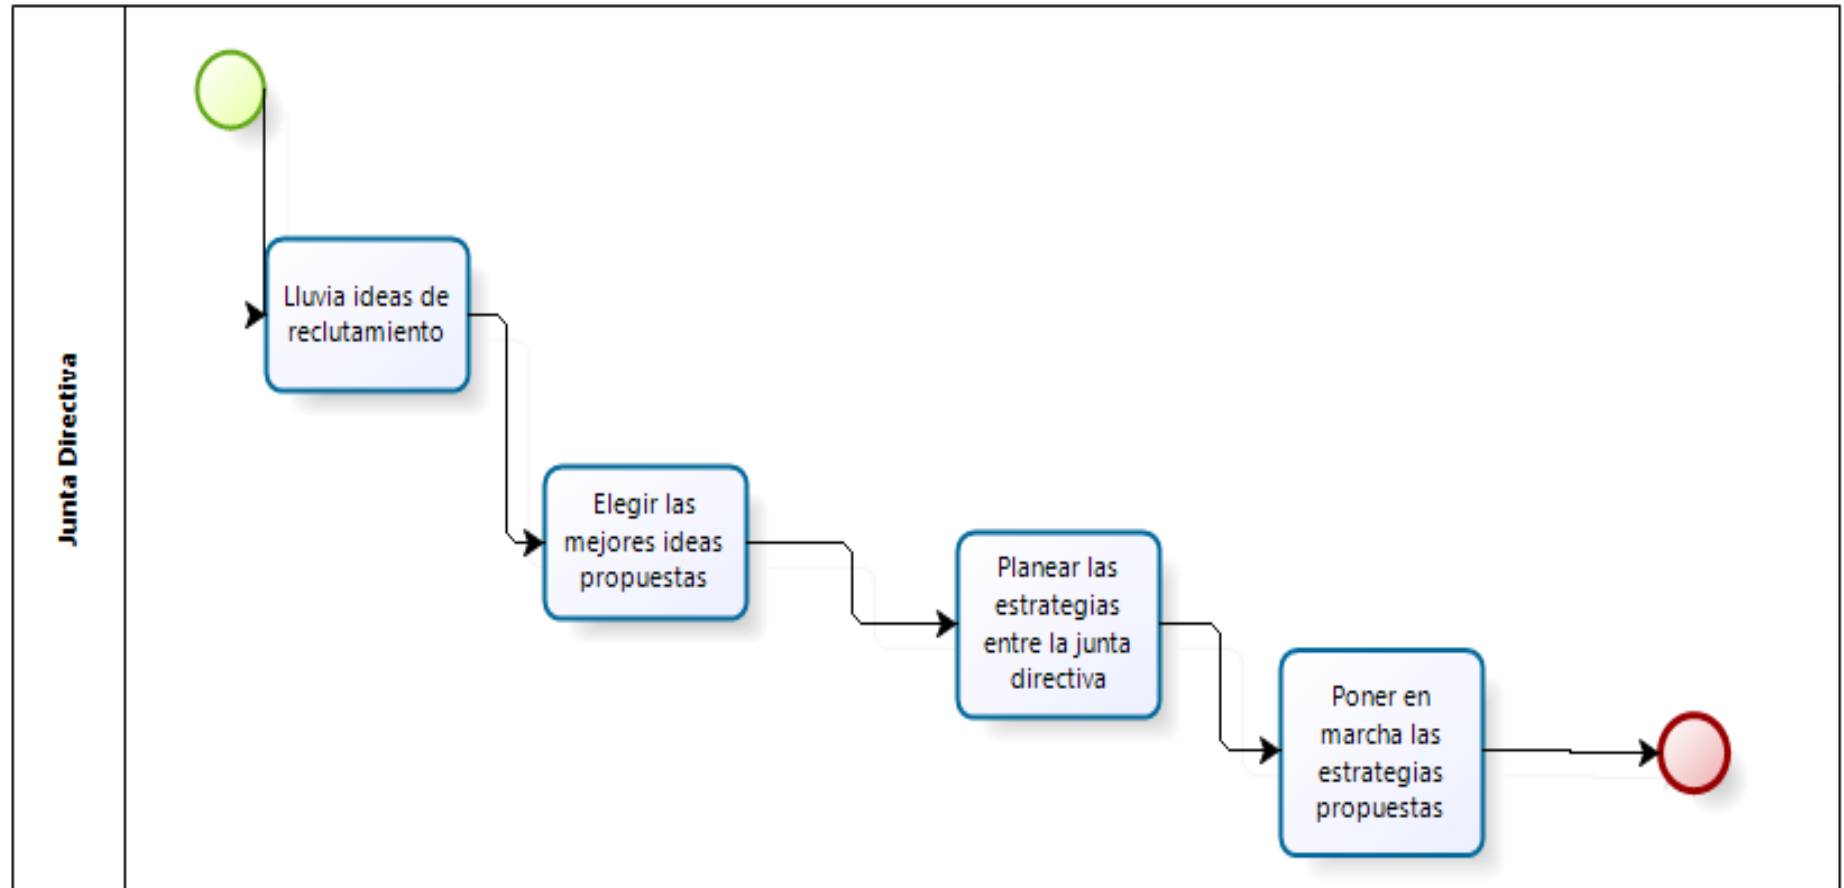 Junta Directiva
Lluvia ideas de
reclutamiento
Elegir las
mejores ideas
propuestas
Planear las
estrategias
entre la junta
directiva
Poner en
marcha las
estrategias
propuestas